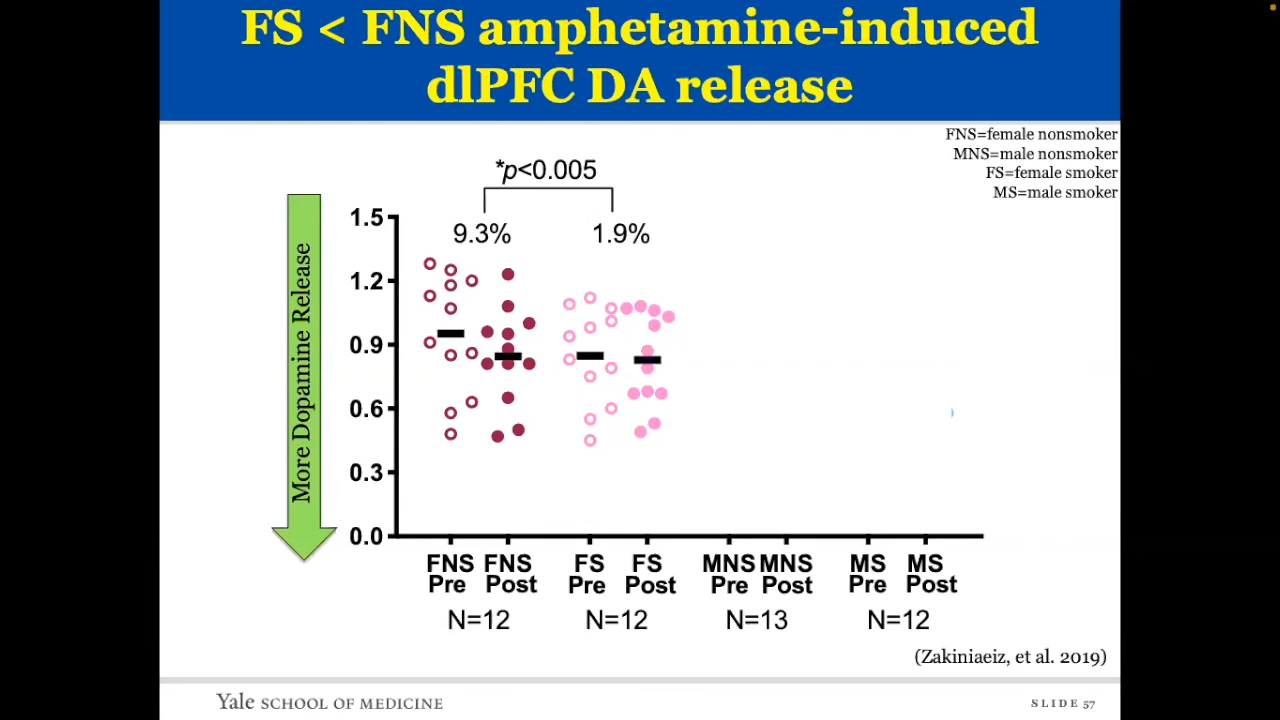 FS < FNS amphetamine-induced
dlPFC DA release
FNS=female nonsmoker
MNS=male nonsmoker
FS=female smoker
MS=male smoker
*p<0.005
9.3% 1.9%
More Dopamine Release
1.5
1.2
0.9
0.6
0.3
0.0
FNS FNS FS FS MNS MNS MS MS
Pre Post Pre Post Pre Post Pre Post
N=12 N=12 N=13 N=12
(Zakiniaeiz, et al. 2019)
Yale SCHOOL OF MEDICINE SLIDE 57